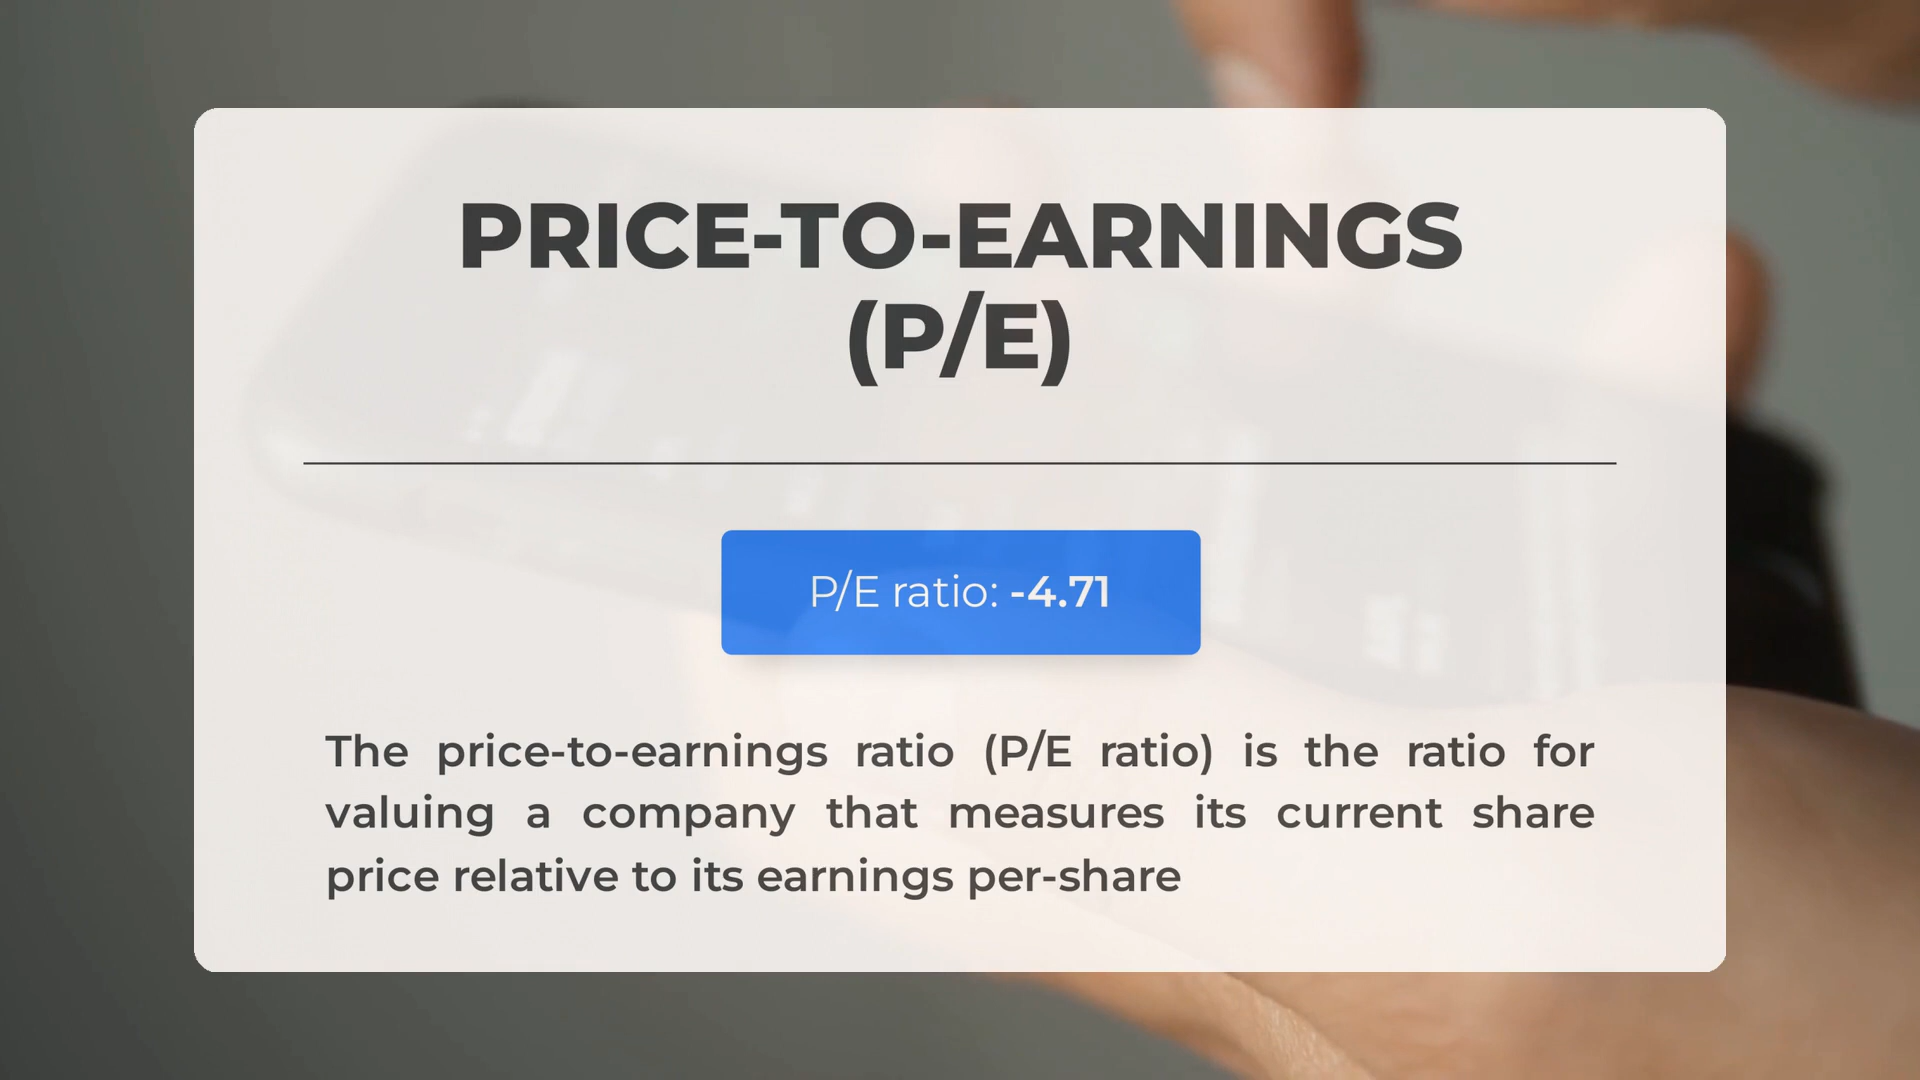 PRICE-TO-EARNINGS
(P/E)
P/E ratio: -4.71
The price-to-earnings ratio (P/E ratio) is the ratio for
valuing a company that measures its current share
price relative to its earnings per-share